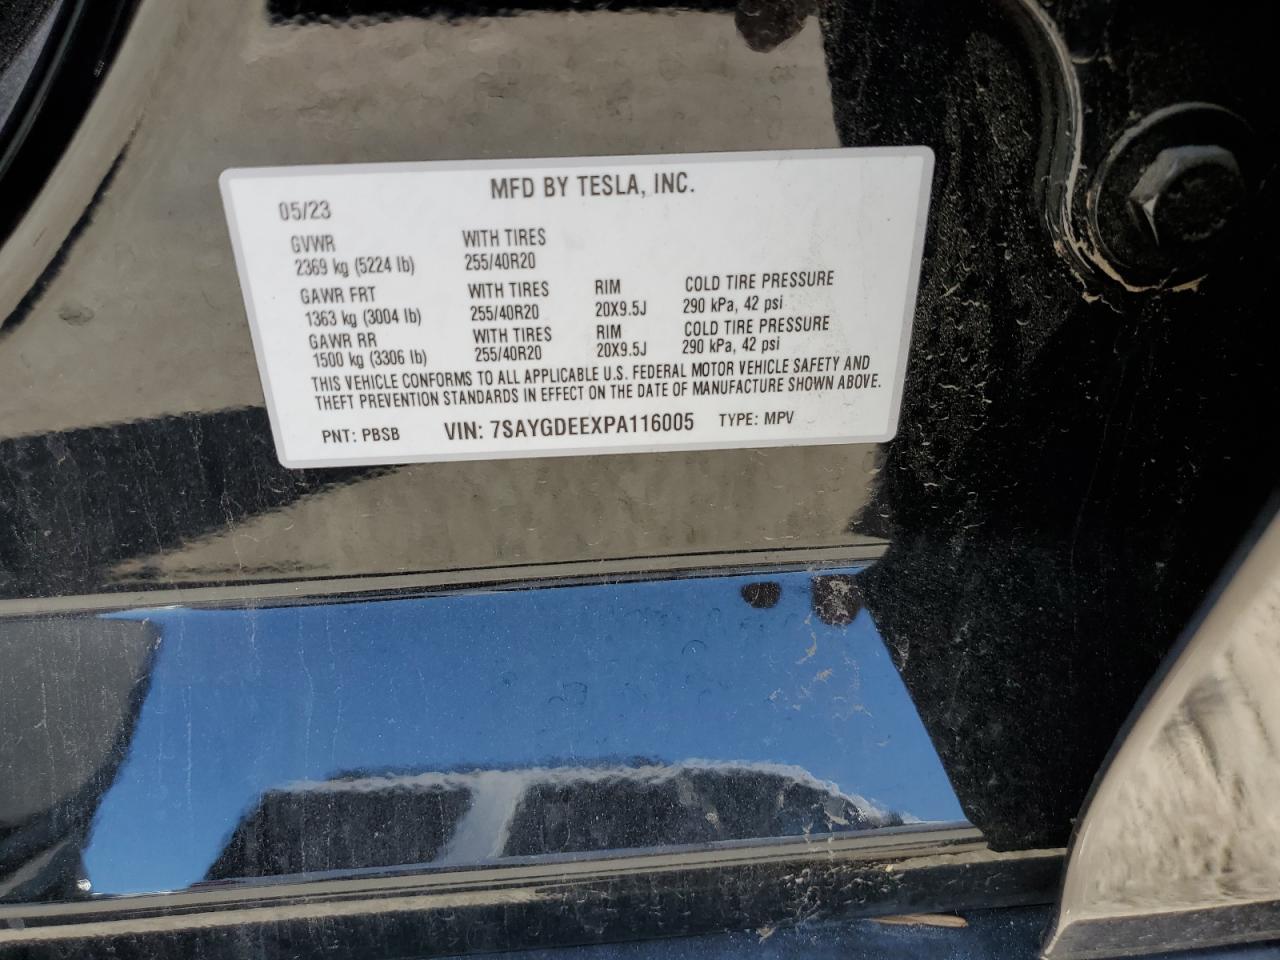 MFD BY TESLA, INC.
05/23
GVWR WITH TIRES
2369 kg (5224 lb) 255/40R20
GAWR FRT WITH TIRES RIM COLD TIRE PRESSURE
1363 kg (3004 lb) 255/40R20 20X9.5J 290 kPa, 42 psi
GAWR RR WITH TIRES RIM COLD TIRE PRESSURE
1500 kg (3306 lb) 255/40R20 20X9.5J 290 kPa, 42 psi
THIS VEHICLE CONFORMS TO ALL APPLICABLE U.S. FEDERAL MOTOR VEHICLE SAFETY AND
THEFT PREVENTION STANDARDS IN EFFECT ON THE DATE OF MANUFACTURE SHOWN ABOVE.
PNT: PBSB VIN: 7SAYGDEEXPA116005 TYPE: MPV